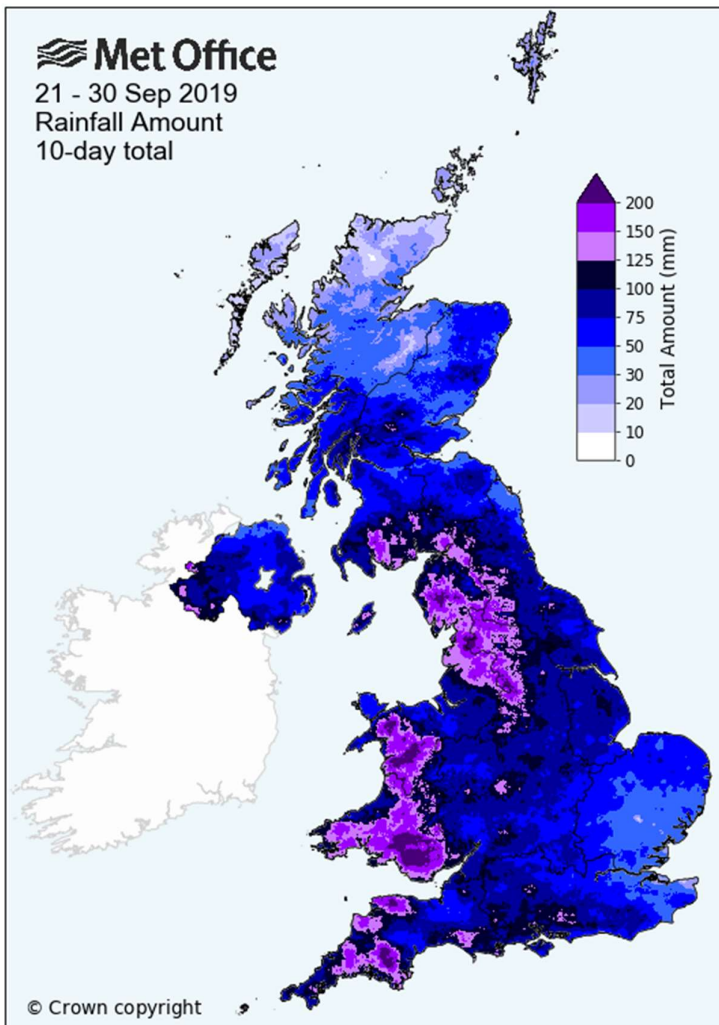 Met Office
21 - 30 Sep 2019
Rainfall Amount
10-day total
200
150
125
100
75
50
30
20
10
0
Total Amount (mm)
© Crown copyright